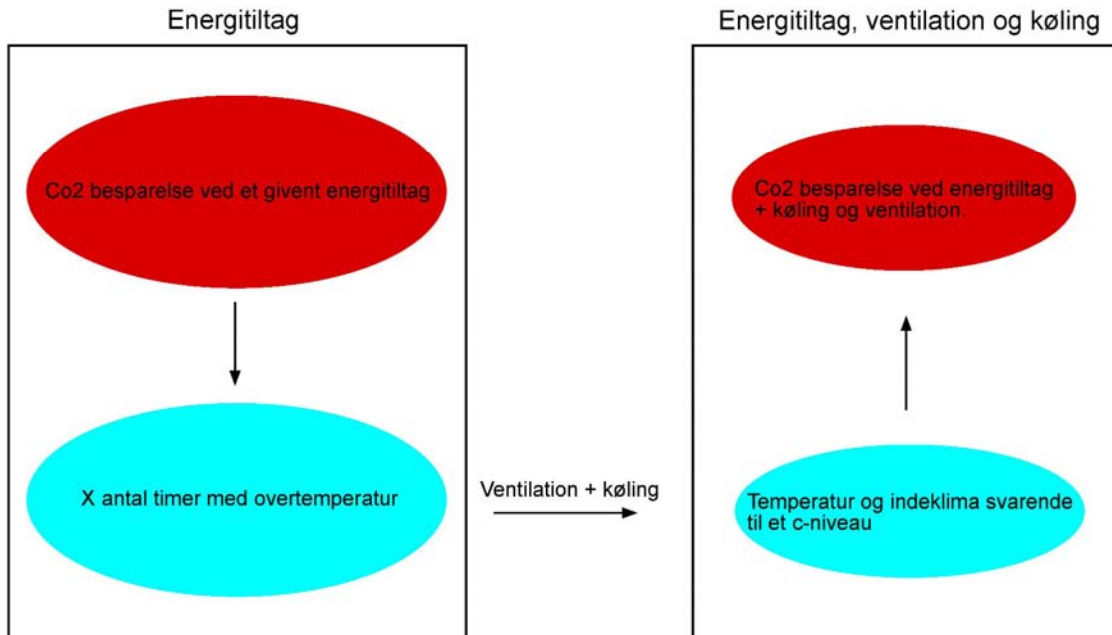 Energitiltag
Co2 besparelse ved et givent energitiltag
X antal timer med overtemperatur
Ventilation + køling
Energitiltag, ventilation og køling
Co2 besparelse ved energitiltag
+ køling og ventilation.
Temperatur og indeklima svarende
til et c-niveau